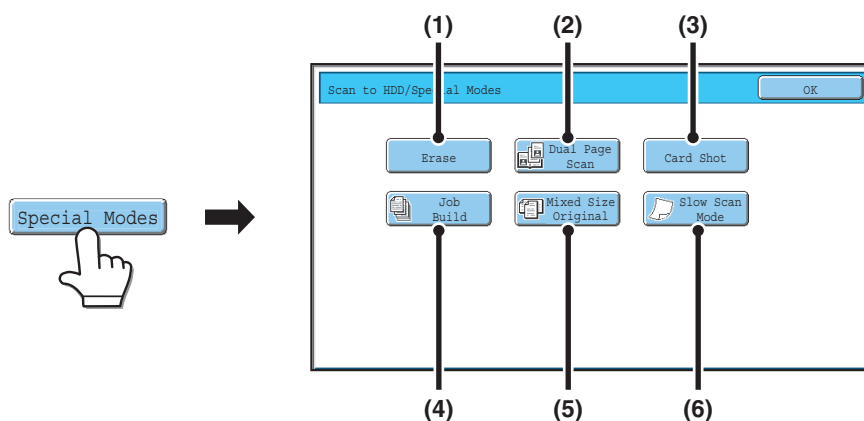 (1) (2) (3)
Scan to HDD/Special Modes OK
Erase
Dual Page
Scan
Card Shot
Special Modes
Job
Build
Mixed Size
Original
Slow Scan
Mode
(4) (5) (6)